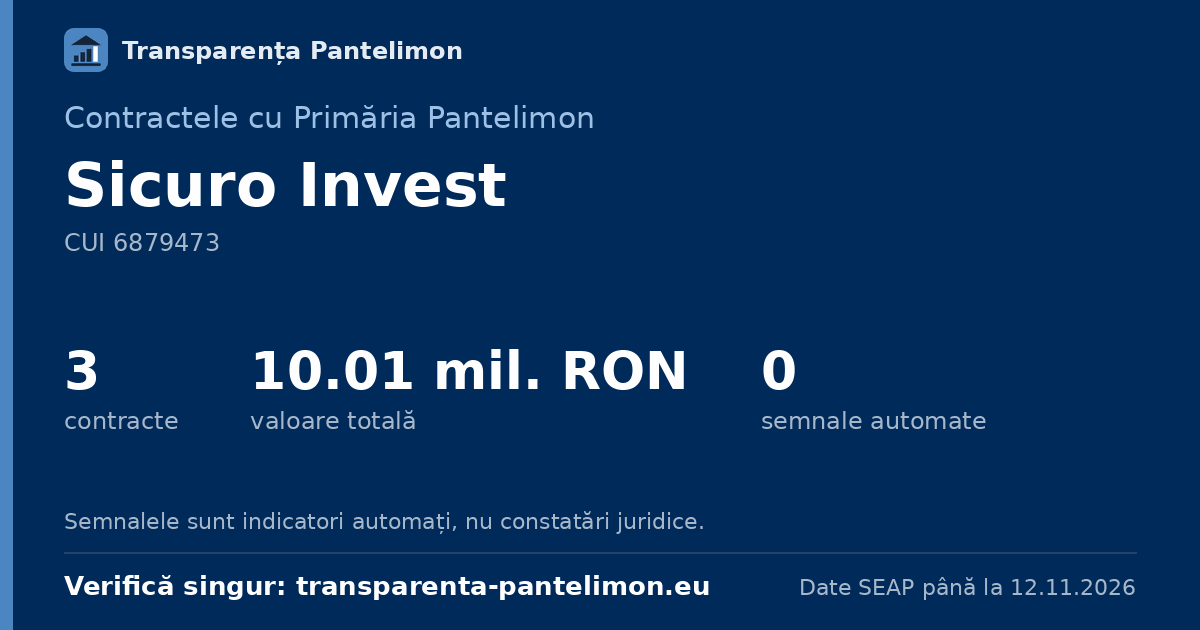 Transparența Pantelimon
Contractele cu Primăria Pantelimon
Sicuro Invest
CUI 6879473
3
contracte
10.01 mil. RON
valoare totală
0
semnale automate
Semnalele sunt indicatori automați, nu constatări juridice.
Verifică singur: transparenta-pantelimon.eu
Date SEAP până la 12.11.2026